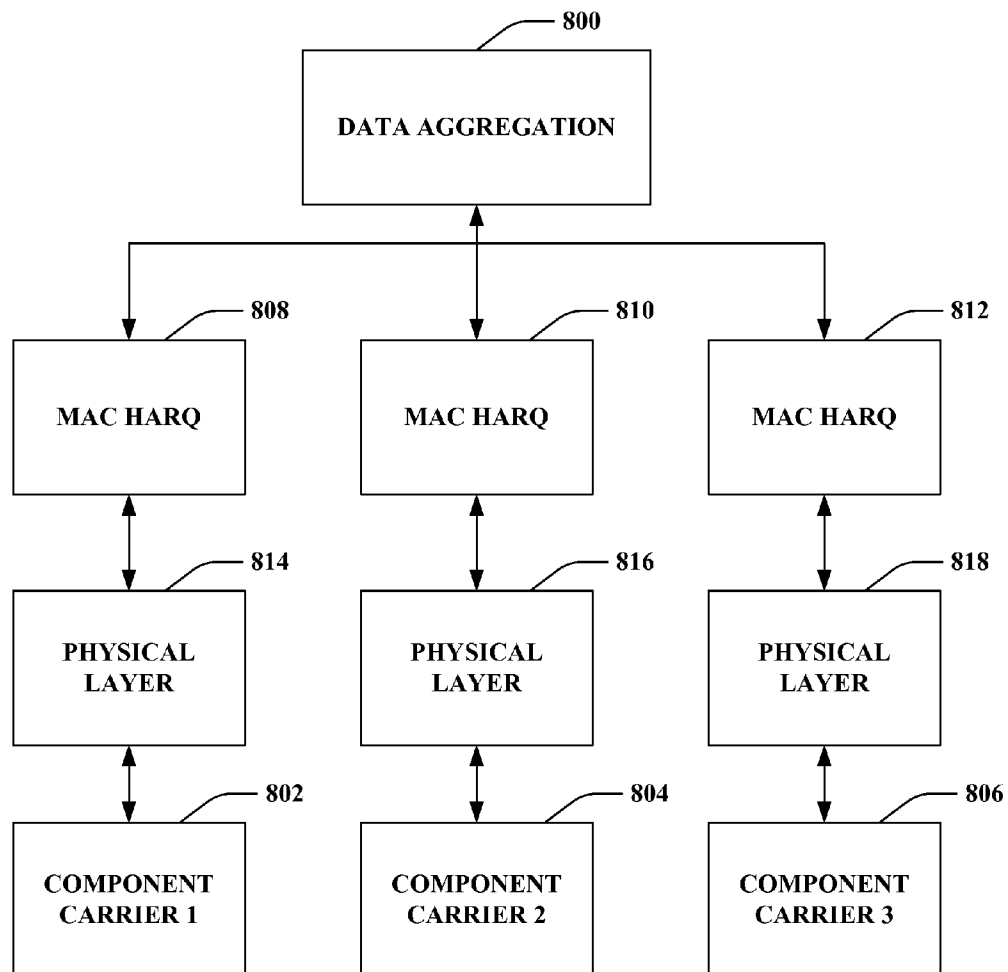 800
DATA AGGREGATION
808
810
812
MAC HARQ
MAC HARQ
MAC HARQ
814
816
818
PHYSICAL
LAYER
PHYSICAL
LAYER
PHYSICAL
LAYER
802
804
806
COMPONENT
CARRIER 1
COMPONENT
CARRIER 2
COMPONENT
CARRIER 3